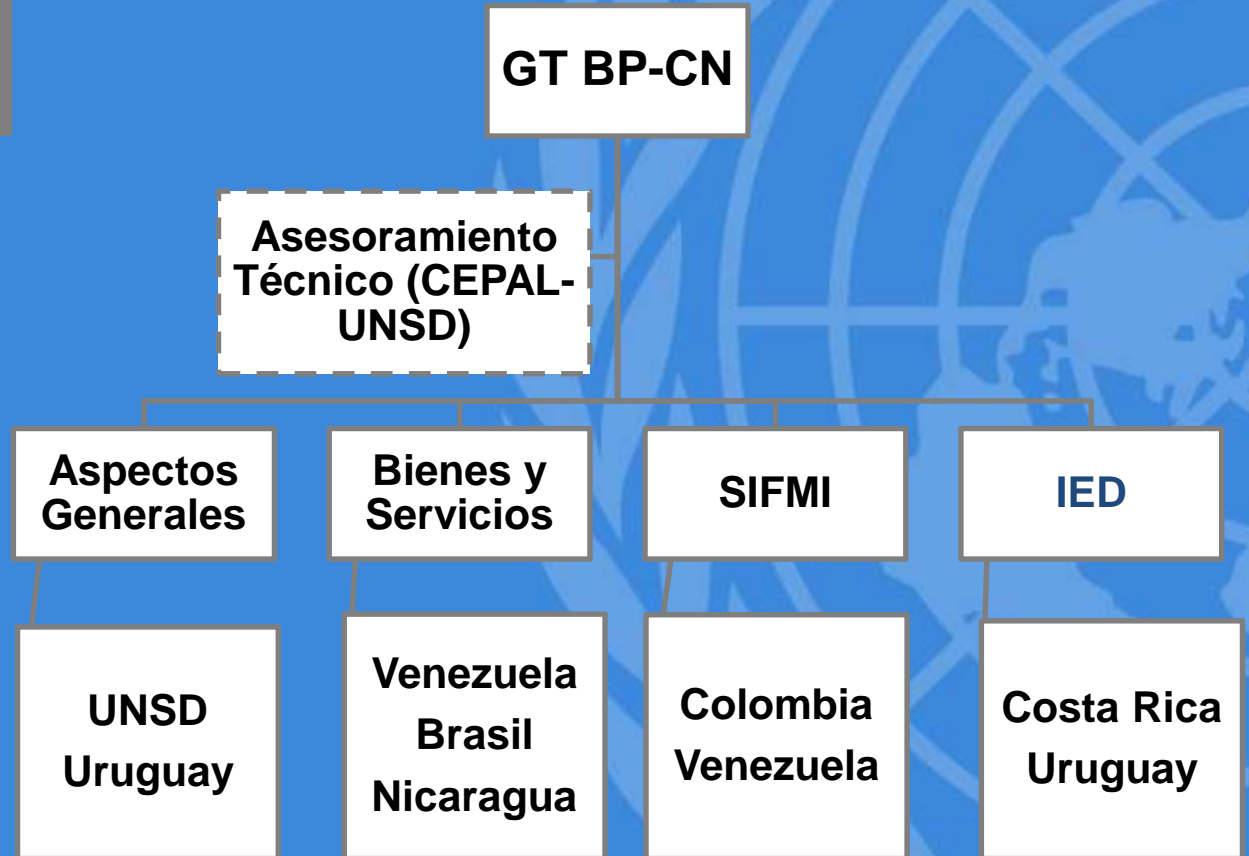 GT BP-CN
Asesoramiento
Técnico (CEPAL-
UNSD)
Aspectos
Generales
Bienes y
Servicios
SIFMI
IED
UNSD
Uruguay
Venezuela
Brasil
Nicaragua
Colombia
Venezuela
Costa Rica
Uruguay